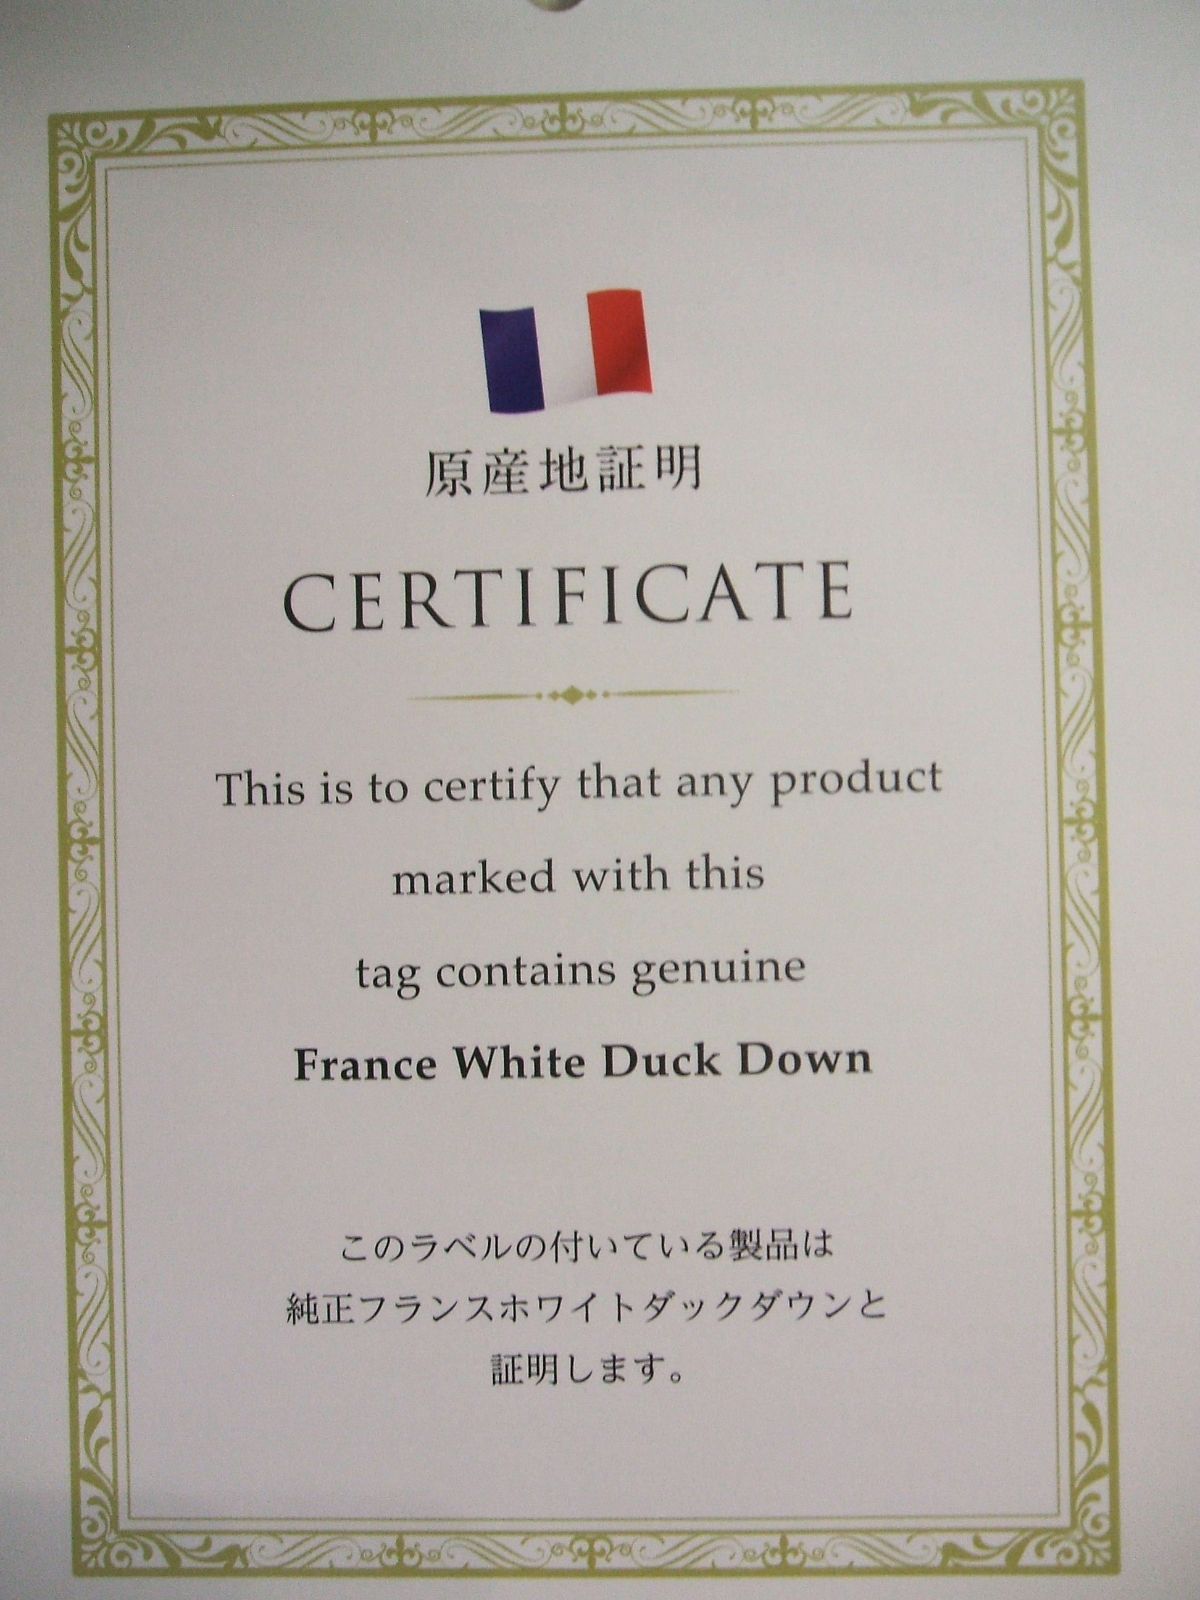 原産地証明
CERTIFICATE
This is to certify that any product
marked with this
tag contains genuine
France White Duck Down
このラベルの付いている製品は
純正フランスホワイトダックダウンと
証明します。